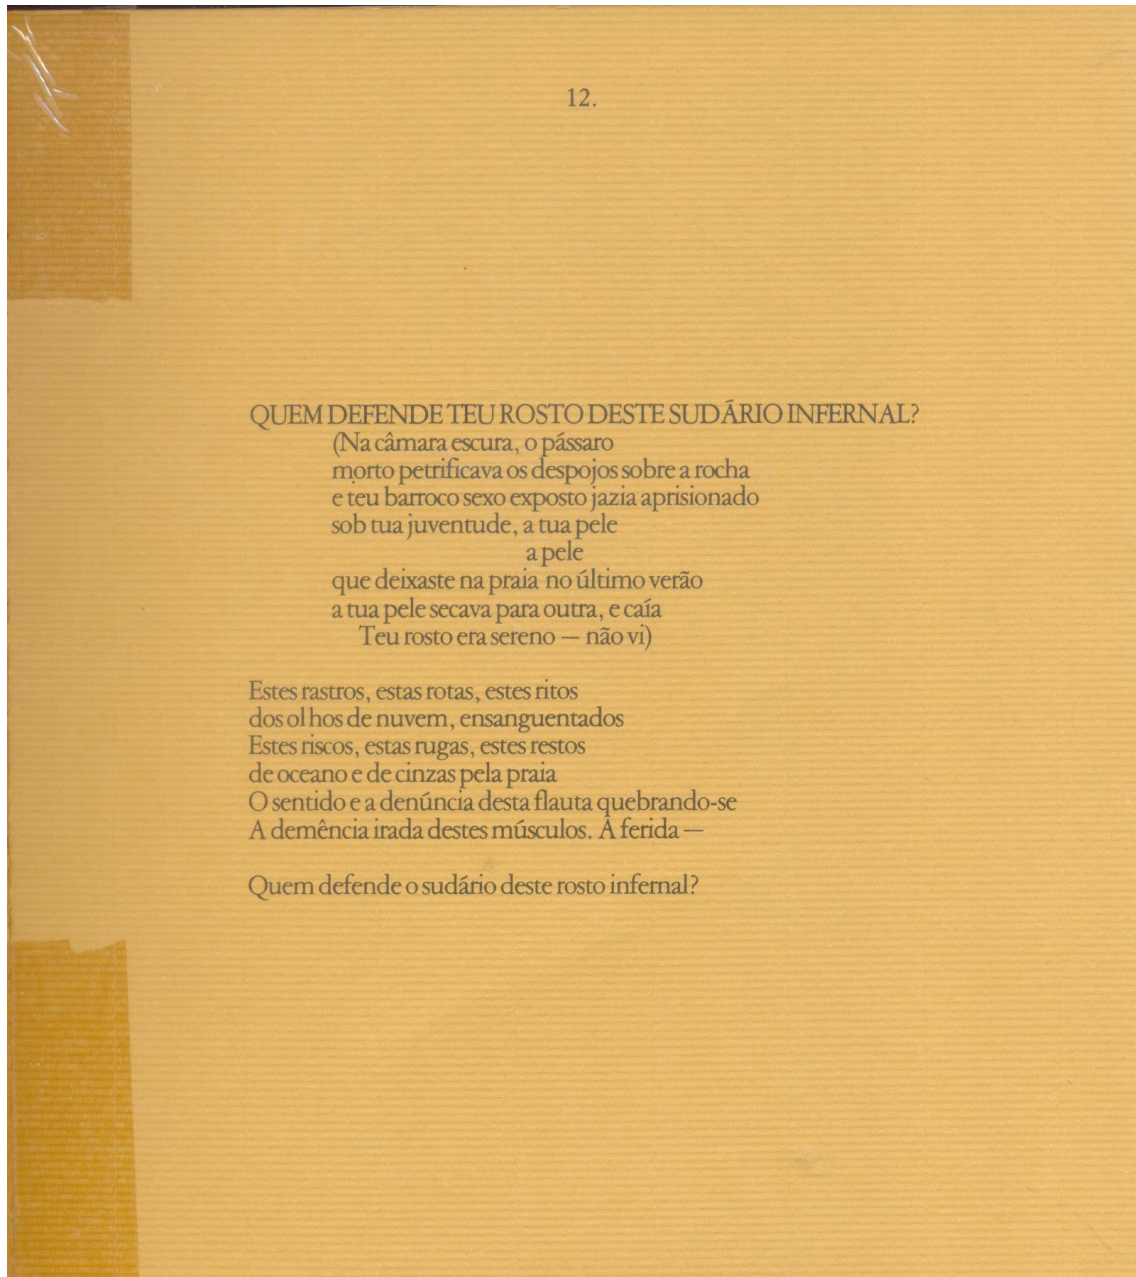 12.
QUEM DEFENDE TEU ROSTO DESTE SUDÁRIO INFERNAL?
(Na câmara escura, o pássaro
morto petrificava os despojos sobre a rocha
e teu barroco sexo exposto jazia aprisionado
sob tua juventude, a tua pele
a pele
que deixaste na praia no último verão
a tua pele secava para outra, e caía
Teu rosto era sereno — não vi)
Estes rastros, estas rotas, estes ritos
dos olhos de nuvem, ensanguentados
Estes riscos, estas rugas, estes restos
de oceano e de cinzas pela praia
O sentido e a denúncia desta flauta quebrando-se
A demência irada destes músculos. A ferida —
Quem defende o sudário deste rosto infernal?